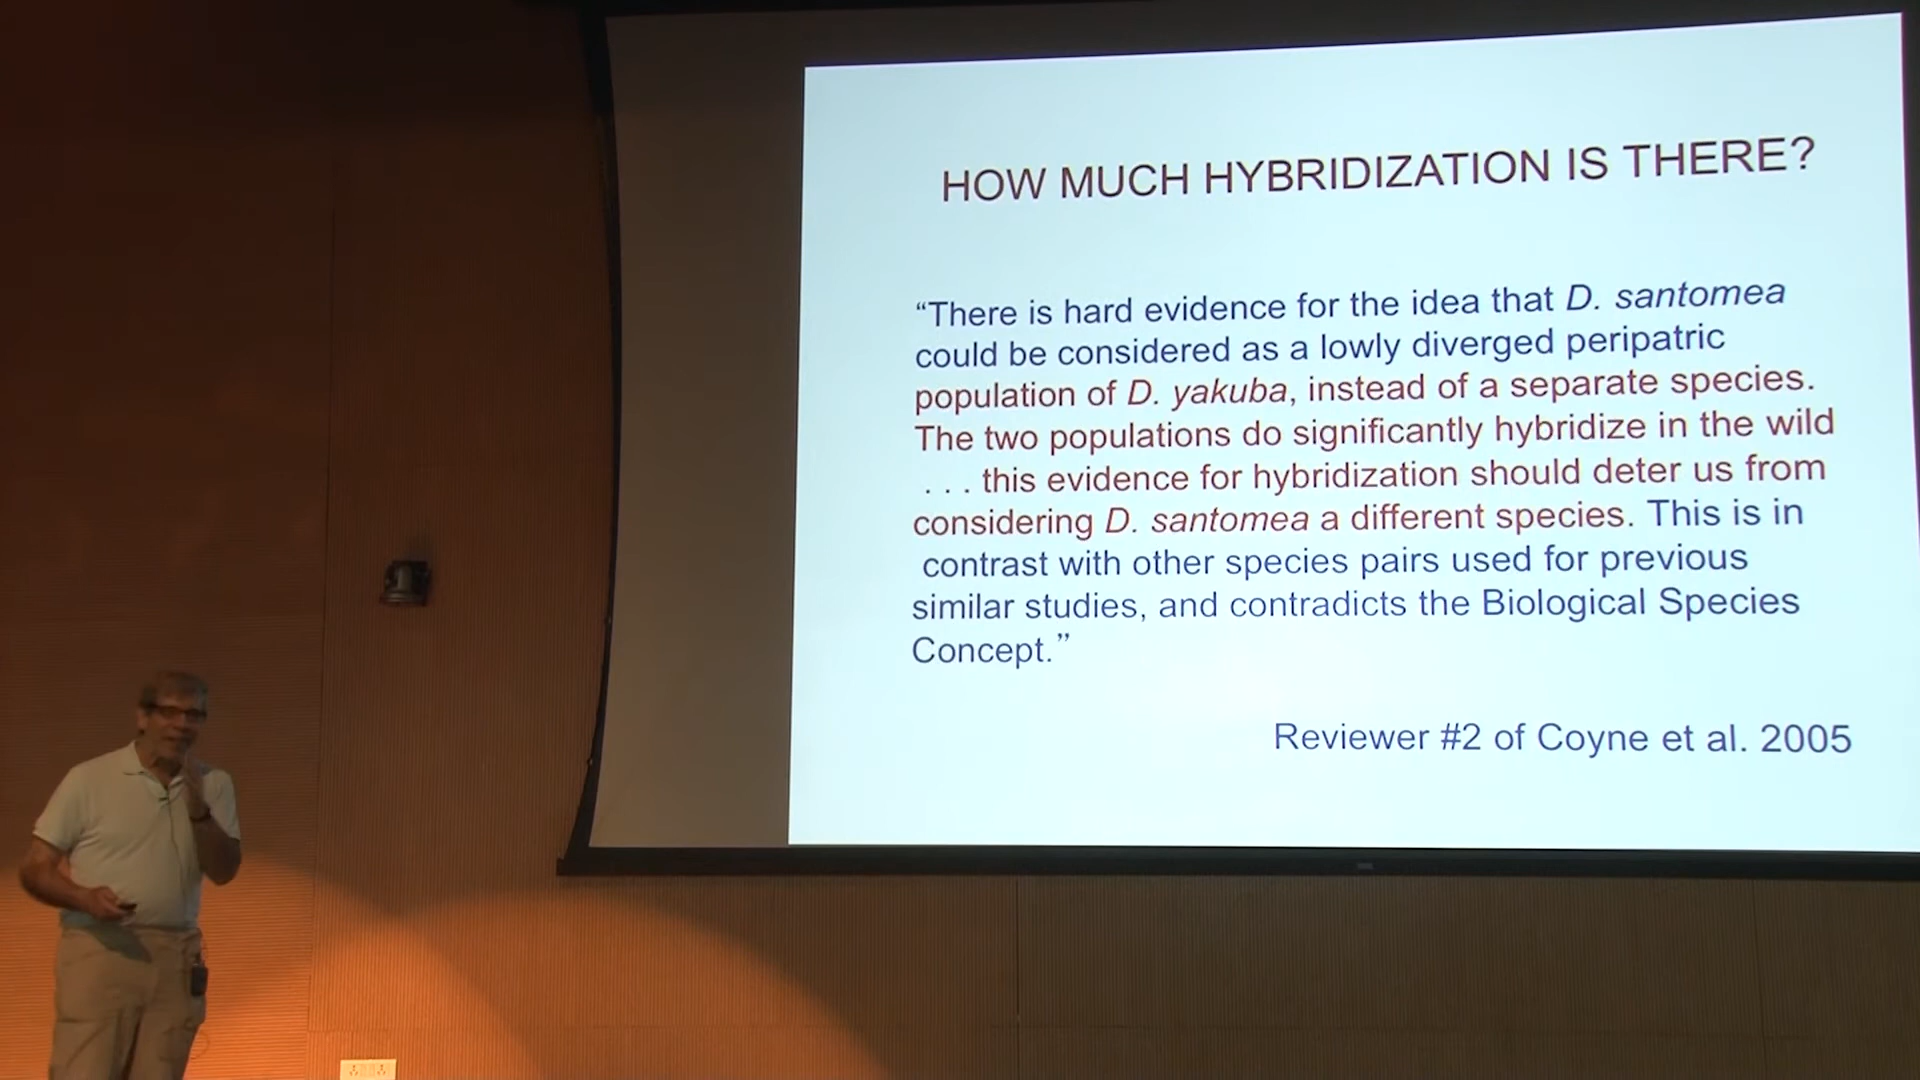 HOW MUCH HYBRIDIZATION IS THERE?
“There is hard evidence for the idea that D. santomea
could be considered as a lowly diverged peripatric
population of D. yakuba, instead of a separate species.
The two populations do significantly hybridize in the wild
. . . this evidence for hybridization should deter us from
considering D. santomea a different species. This is in
contrast with other species pairs used for previous
similar studies, and contradicts the Biological Species
Concept.”
Reviewer #2 of Coyne et al. 2005